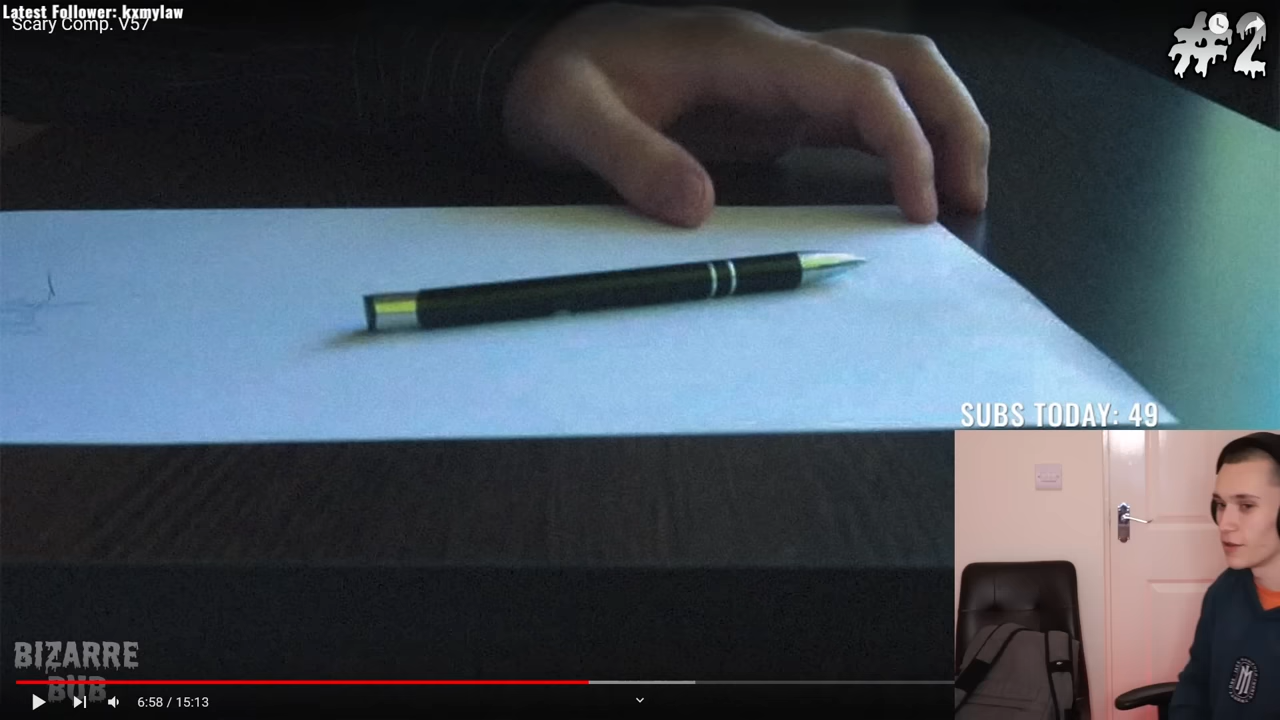 Latest Follower: kxmylaw
Scary Comp. V57
#2
SUBS TODAY: 49
BIZARRE
BUB
6:58 / 15:13